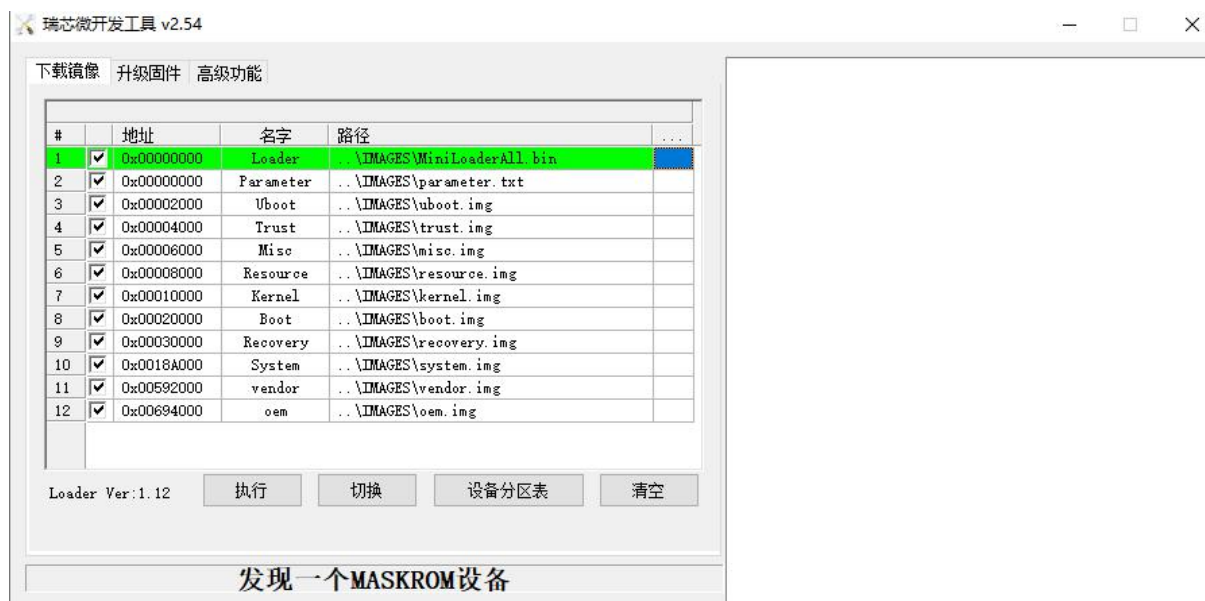 瑞芯微开发工具 v2.54
下载镜像 升级固件 高级功能
# 地址 名字 路径 ...
1 0x00000000 Loader ..\IMAGES\MiniLoaderAll.bin
2 0x00000000 Parameter ..\IMAGES\parameter.txt
3 0x00002000 Uboot ..\IMAGES\uboot.img
4 0x00004000 Trust ..\IMAGES\trust.img
5 0x00006000 Misc ..\IMAGES\misc.img
6 0x00008000 Resource ..\IMAGES\resource.img
7 0x00010000 Kernel ..\IMAGES\kernel.img
8 0x00020000 Boot ..\IMAGES\boot.img
9 0x00030000 Recovery ..\IMAGES\recovery.img
10 0x0018A000 System ..\IMAGES\system.img
11 0x00592000 vendor ..\IMAGES\vendor.img
12 0x00694000 oem ..\IMAGES\oem.img
Loader Ver:1.12 执行 切换 设备分区表 清空
发现一个MASKROM设备